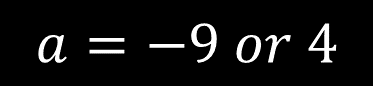 a = −9 or 4